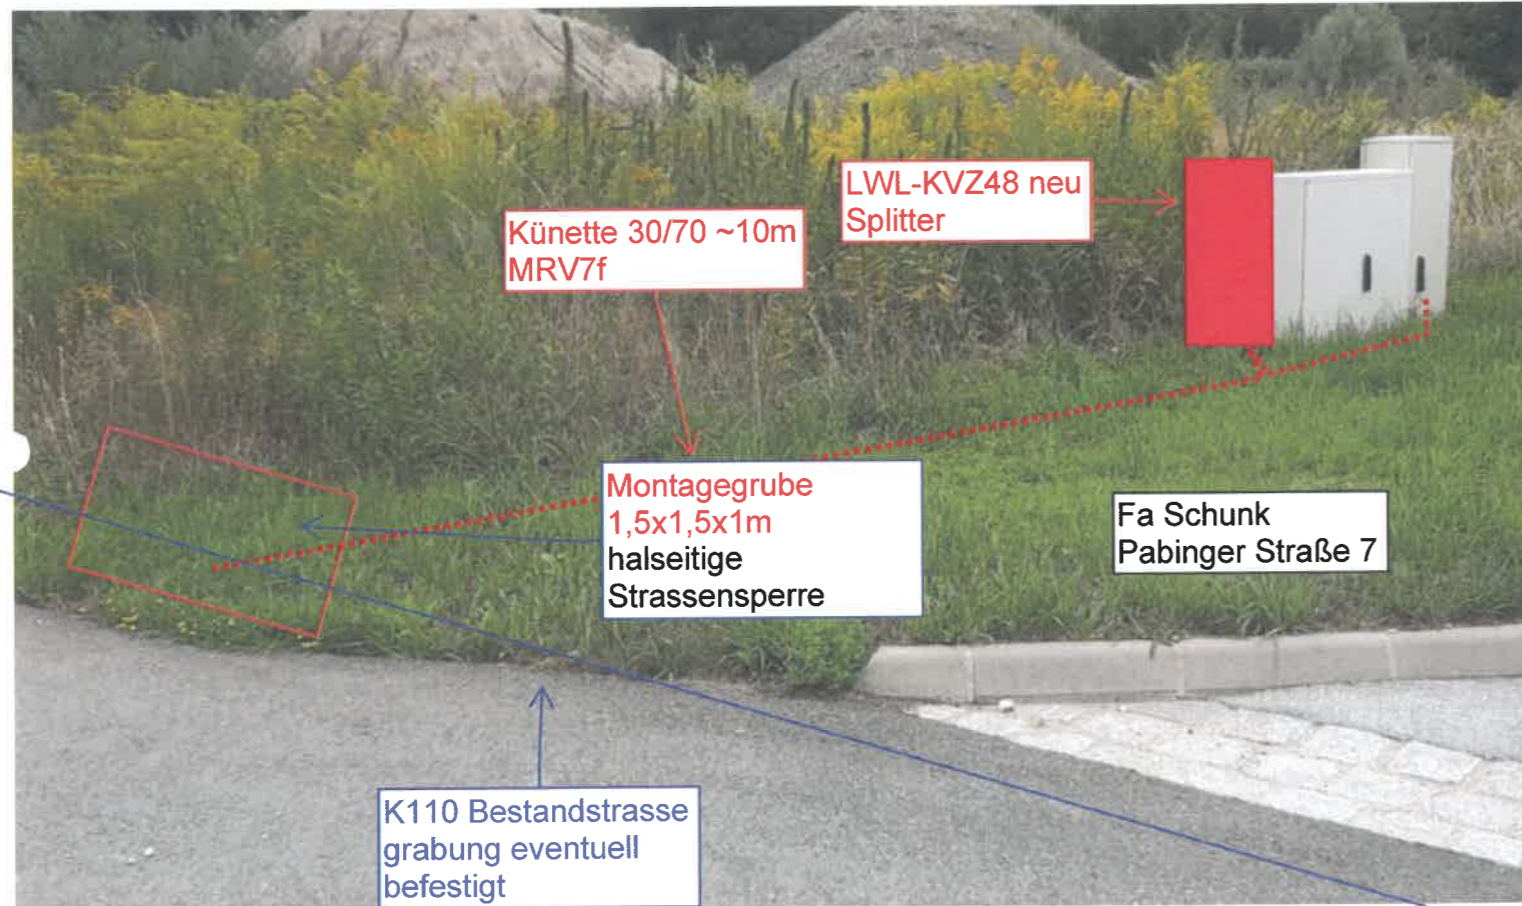 LWL-KVZ48 neu
Splitter
Künette 30/70 ~10m
MRV7f
Montagegrube
1,5x1,5x1m
halseitige
Strassensperre
Fa Schunk
Pabinger Straße 7
K110 Bestandstrasse
grabung eventuell
befestigt